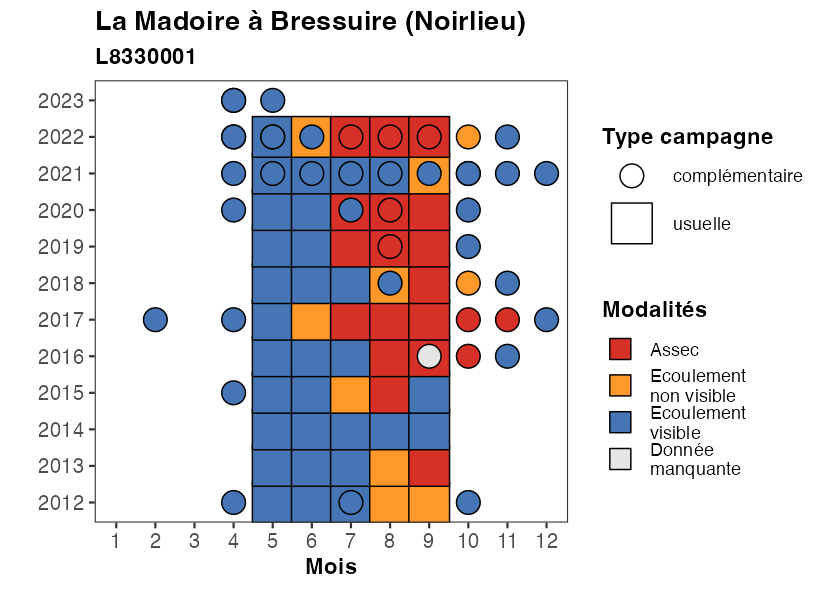 La Madoire à Bressuire (Noirlieu)
L8330001
2023
2022
2021
2020
2019
2018
2017
2016
2015
2014
2013
2012
1 2 3 4 5 6 7 8 9 10 11 12
Mois
Type campagne
complémentaire
usuelle
Modalités
Assec
Ecoulement
non visible
Ecoulement
visible
Donnée
manquante